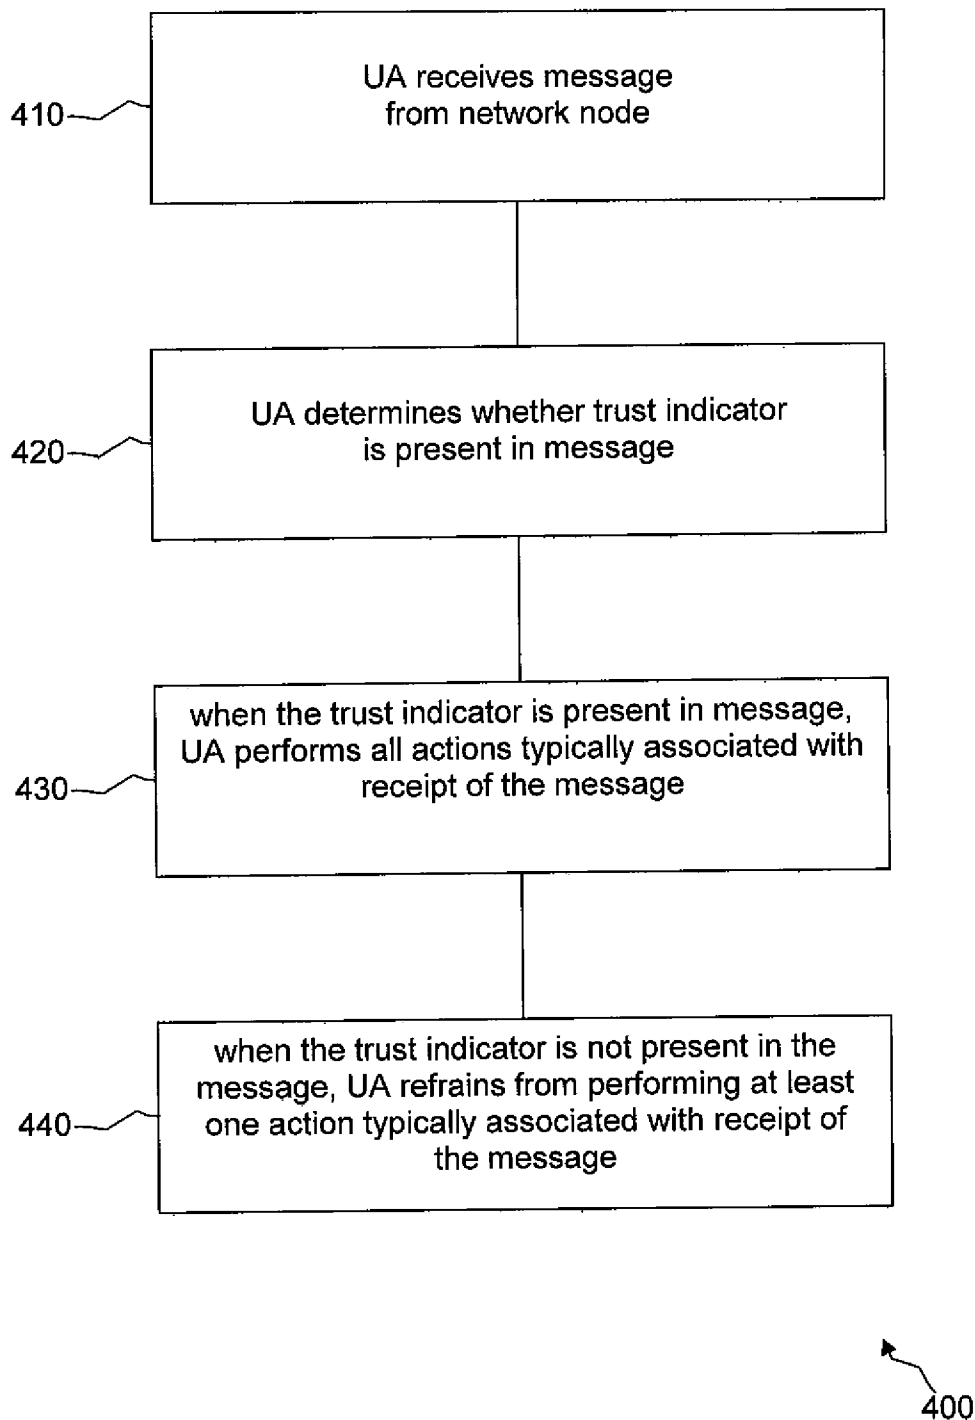 UA receives message
from network node
410
UA determines whether trust indicator
is present in message
420
when the trust indicator is present in message,
UA performs all actions typically associated with
receipt of the message
430
when the trust indicator is not present in the
message, UA refrains from performing at least
one action typically associated with receipt of
the message
440
400